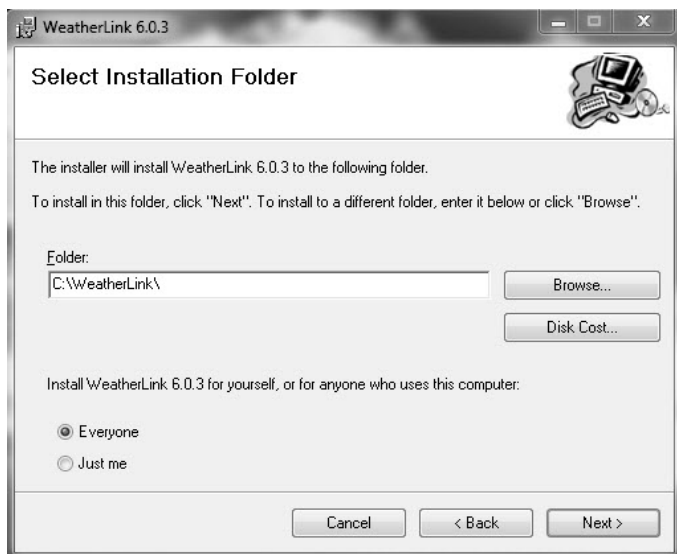 WeatherLink 6.0.3
Select Installation Folder
The installer will install WeatherLink 6.0.3 to the following folder.
To install in this folder, click "Next". To install to a different folder, enter it below or click "Browse".
Folder:
C:\WeatherLink\
Browse...
Disk Cost...
Install WeatherLink 6.0.3 for yourself, or for anyone who uses this computer:
Everyone
Just me
Cancel
< Back
Next >